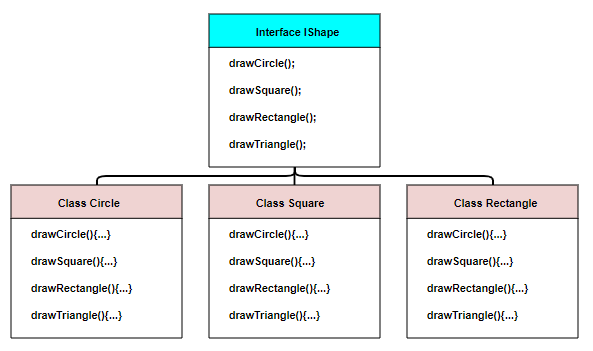 Interface IShape
drawCircle();
drawSquare();
drawRectangle();
drawTriangle();
Class Circle
drawCircle(){...}
drawSquare(){...}
drawRectangle(){...}
drawTriangle(){...}
Class Square
drawCircle(){...}
drawSquare(){...}
drawRectangle(){...}
drawTriangle(){...}
Class Rectangle
drawCircle(){...}
drawSquare(){...}
drawRectangle(){...}
drawTriangle(){...}